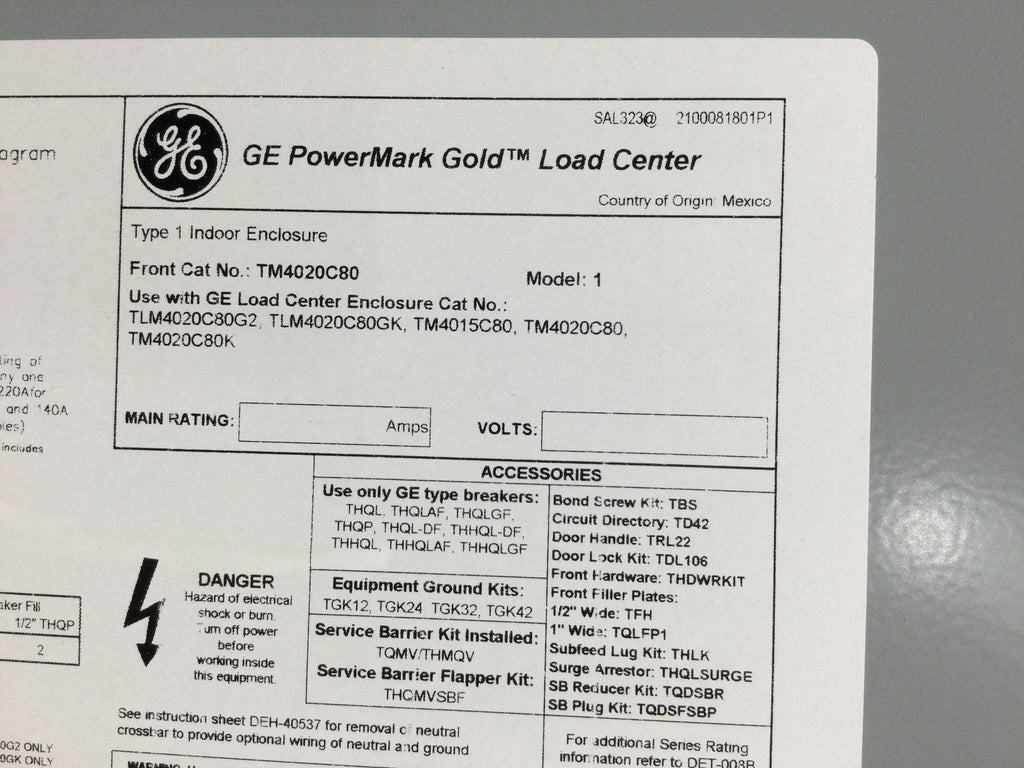 SAL323@ 2100081801P1
GE
GE PowerMark Gold™ Load Center
Country of Origin: Mexico
Type 1 Indoor Enclosure
Front Cat No.: TM4020C80
Model: 1
Use with GE Load Center Enclosure Cat No.:
TLM4020C80G2, TLM4020C80GK, TM4015C80, TM4020C80,
TM4020C80K
MAIN RATING: Amps VOLTS:
agram
ting of
ny one
220A for
and 140A
les)
includes
ACCESSORIES
Use only GE type breakers:
THQL, THQLAF, THQLGF,
THQP, THQL-DF, THHQL-DF,
THHQL, THHQLAF, THHQLGF
Equipment Ground Kits:
TGK12, TGK24 TGK32, TGK42
Service Barrier Kit Installed:
TQMV/THMQV
Service Barrier Flapper Kit:
THQMVSBF
Bond Screw Kit: TBS
Circuit Directory: TD42
Door Handle: TRL22
Door Lock Kit: TDL106
Front Hardware: THDWRKIT
Front Filler Plates:
1/2" Wide: TFH
1" Wide: TQLFP1
Subfeed Lug Kit: THLK
Surge Arrestor: THQLSURGE
SB Reducer Kit: TQDSBR
SB Plug Kit: TQDSFSBP
For additional Series Rating
information refer to DET-008B
DANGER
Hazard of electrical
shock or burn.
Turn off power
before
working inside
this equipment.
aker Fill
1/2" THQP
2
See instruction sheet DEH-40537 for removal of neutral
crossbar to provide optional wiring of neutral and ground
0G2 ONLY
0GK ONLY
WARNING